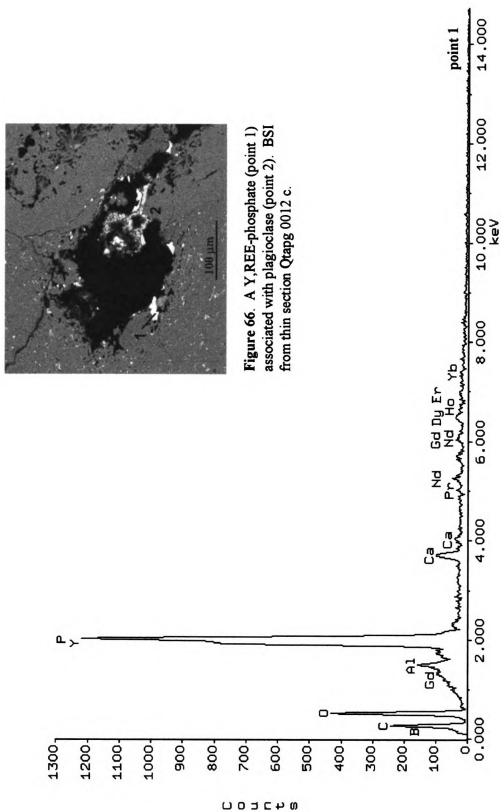 1
2
100 µm
Figure 66. A Y,REE-phosphate (point 1)
associated with plagioclase (point 2). BSI
from thin section Qtapg 0012 c.
Counts
1300.
1200.
1100.
1000.
900.
800.
700.
600.
500.
400.
300.
200.
100.
0
B
C
O
Gd
Al
P
Y
Ca
Ca
Pr
Nd
Nd
Gd
Dy
Ho
Er
Yb
point 1
0.000
2.000
4.000
6.000
8.000
10.000
12.000
14.000
keV